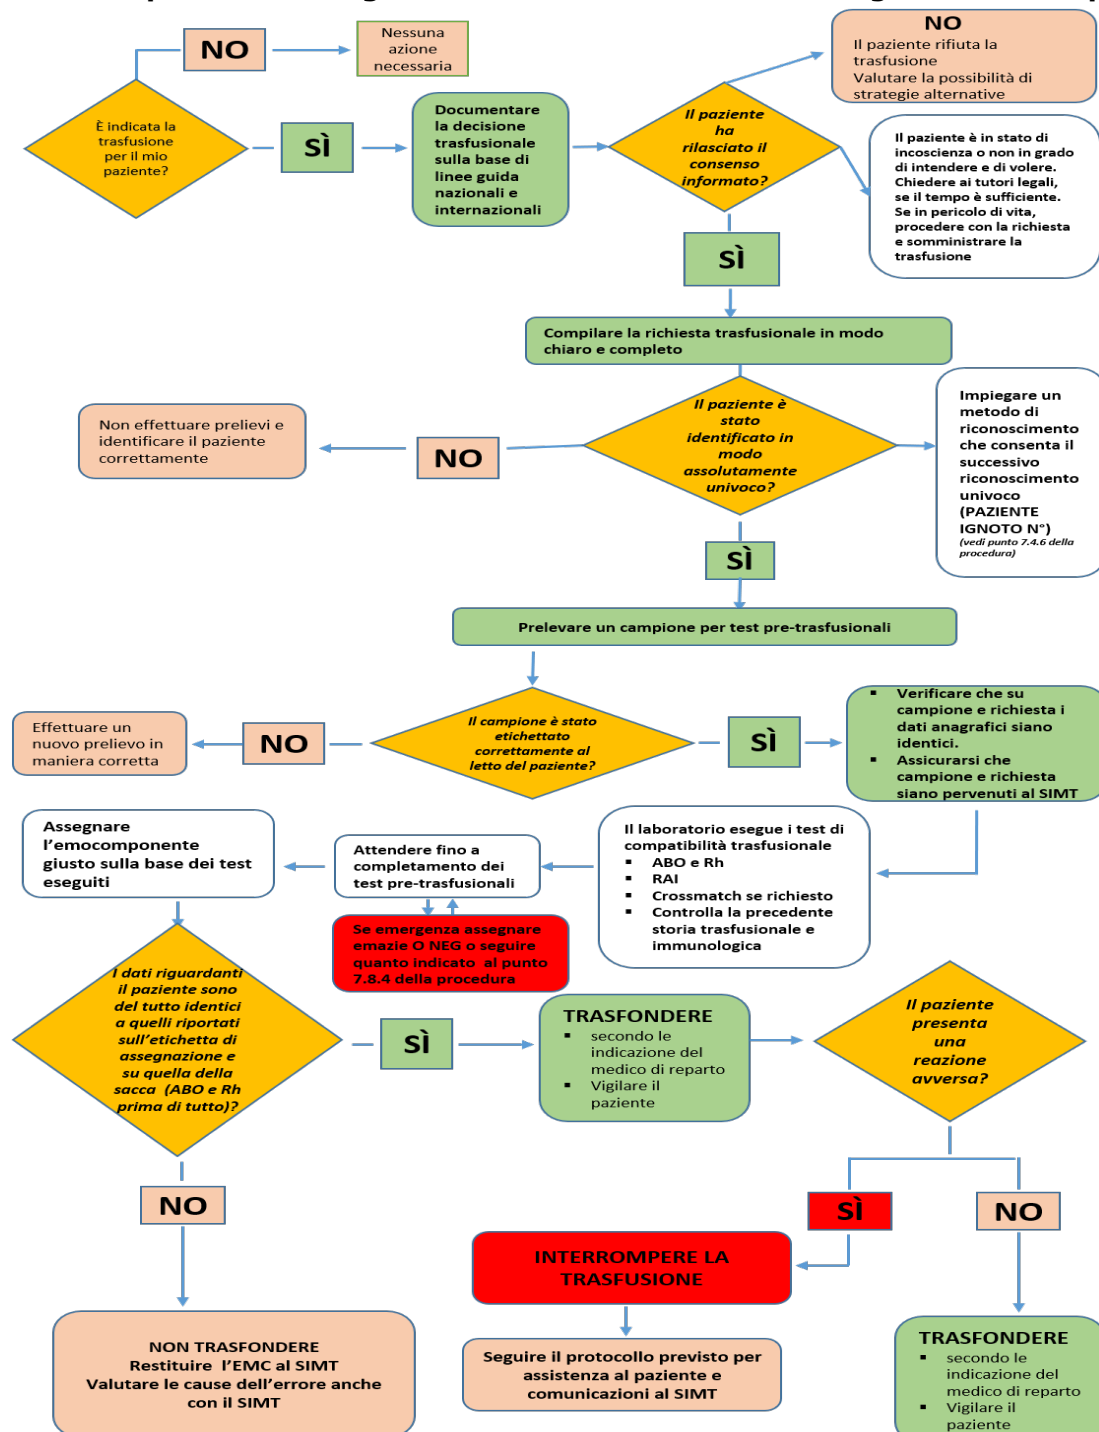 NO
Nessuna
azione
necessaria
NO
Il paziente rifiuta la
trasfusione
Valutare la possibilità di
strategie alternative
È indicata la
trasfusione
per il mio
paziente?
SÌ
Documentare
la decisione
trasfusionale
sulla base di
linee guida
nazionali e
internazionali
Il paziente
ha
rilasciato il
consenso
informato?
Il paziente è in stato di
incoscienza o non in grado
di intendere e di volere.
Chiedere ai tutori legali,
se il tempo è sufficiente.
Se in pericolo di vita,
procedere con la richiesta
e somministrare la
trasfusione
SÌ
Compilare la richiesta trasfusionale in modo
chiaro e completo
Non effettuare prelievi e
identificare il paziente
correttamente
NO
Il paziente è
stato
identificato in
modo
assolutamente
univoco?
Impiegare un
metodo di
riconoscimento
che consenta il
successivo
riconoscimento
univoco
(PAZIENTE
IGNOTO N°)
(vedi punto 7.4.6 della
procedura)
SÌ
Prelevare un campione per test pre-trasfusionali
Effettuare un
nuovo prelievo in
maniera corretta
NO
Il campione è stato
etichettato
correttamente al
letto del paziente?
SÌ
▪ Verificare che su
campione e richiesta i
dati anagrafici siano
identici.
▪ Assicurarsi che
campione e richiesta
siano pervenuti al SIMT
Assegnare
l'emocomponente
giusto sulla base dei test
eseguiti
Attendere fino a
completamento dei
test pre-trasfusionali
Il laboratorio esegue i test di
compatibilità trasfusionale
▪ ABO e Rh
▪ RAI
▪ Crossmatch se richiesto
▪ Controlla la precedente
storia trasfusionale e
immunologica
Se emergenza assegnare
emazie O NEG o seguire
quanto indicato al punto
7.8.4 della procedura
I dati riguardanti
il paziente sono
del tutto identici
a quelli riportati
sull'etichetta di
assegnazione e
su quella della
sacca (ABO e Rh
prima di tutto)?
SÌ
TRASFONDERE
▪ secondo le
indicazione del
medico di reparto
▪ Vigilare il
paziente
Il paziente
presenta
una
reazione
avversa?
NO
SÌ
NO
INTERROMPERE LA
TRASFUSIONE
NON TRASFONDERE
Restituire l'EMC al SIMT
Valutare le cause dell'errore anche
con il SIMT
Seguire il protocollo previsto per
assistenza al paziente e
comunicazioni al SIMT
TRASFONDERE
▪ secondo le
indicazione del
medico di reparto
▪ Vigilare il
paziente